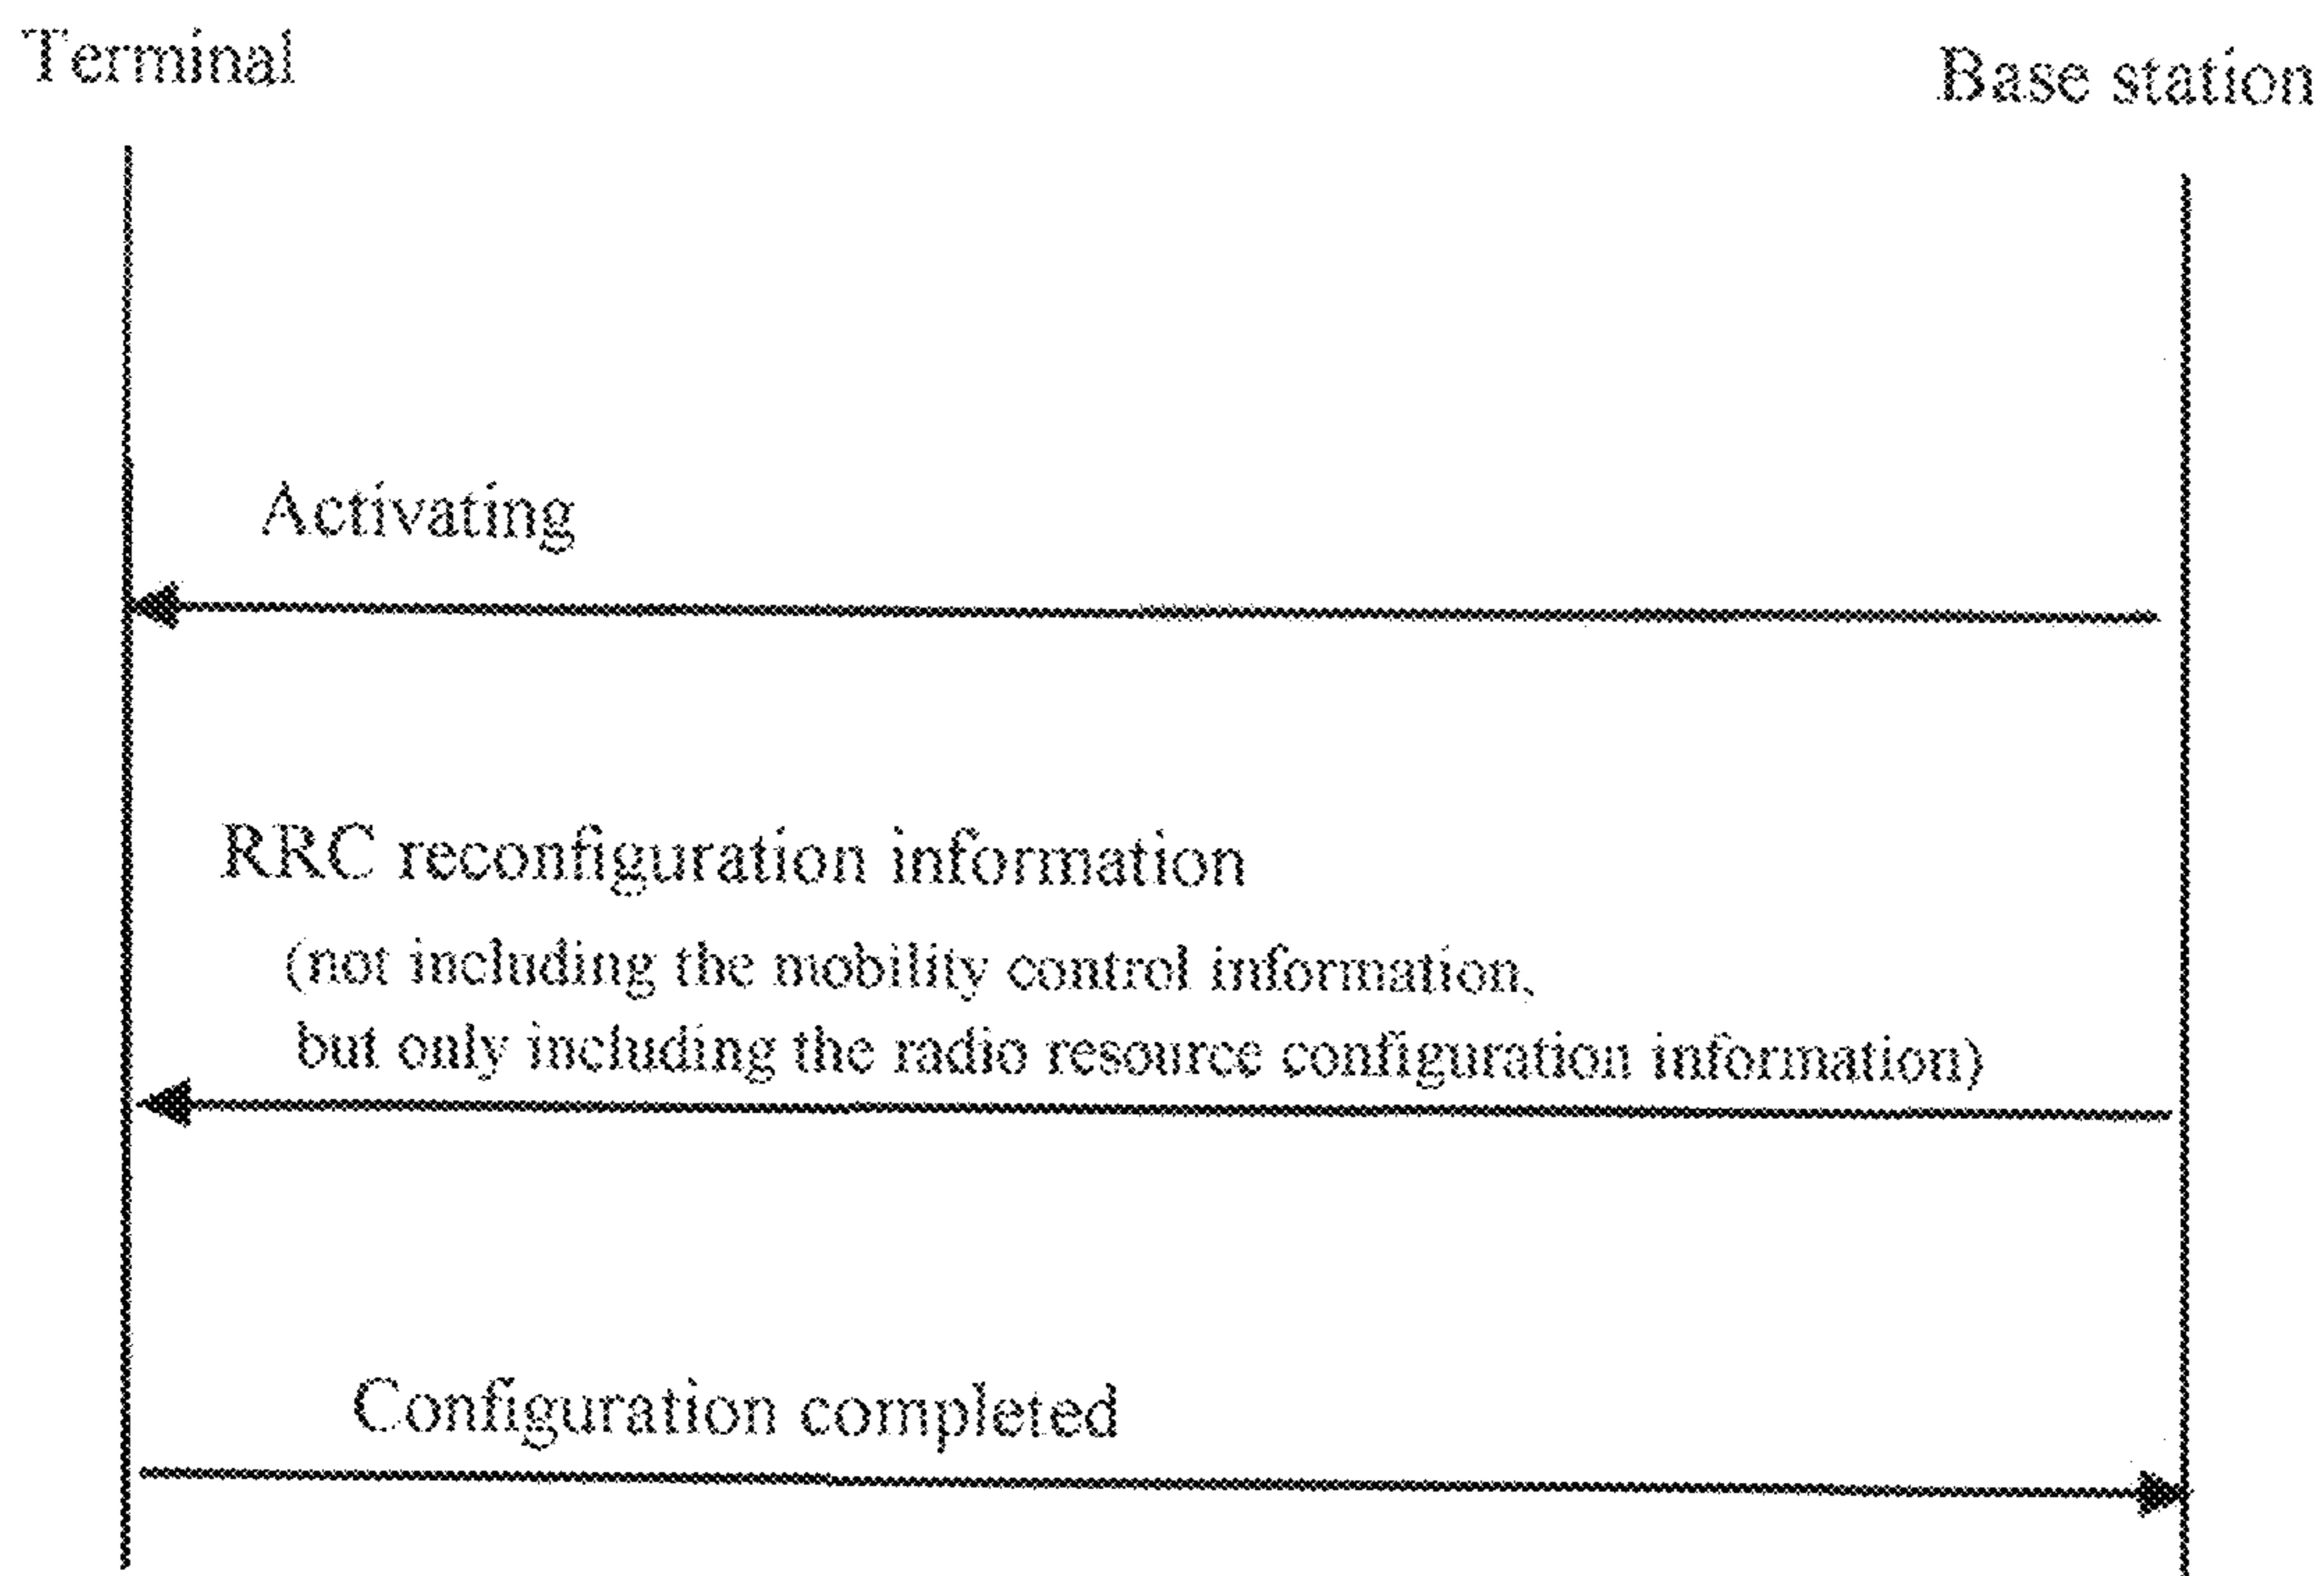 Terminal
Base station
Activating
RRC reconfiguration information
(not including the mobility control information,
but only including the radio resource configuration information)
Configuration completed